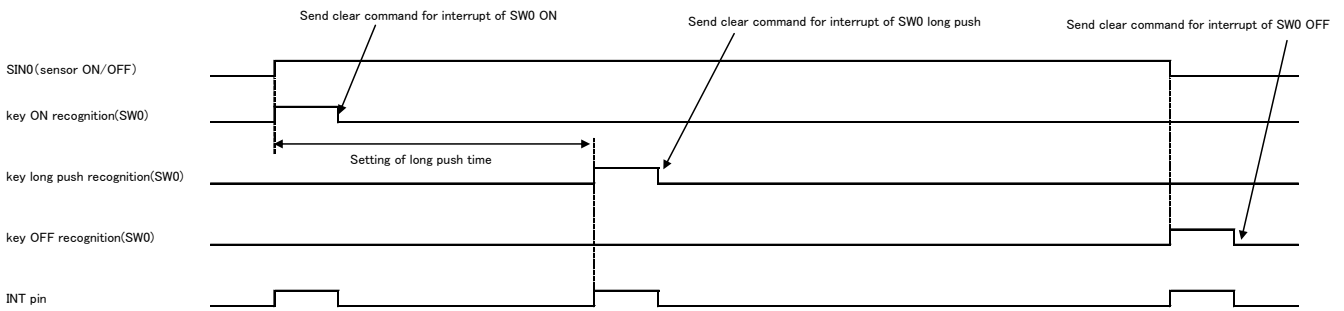 Send clear command for interrupt of SW0 ON
Send clear command for interrupt of SW0 long push
Send clear command for interrupt of SW0 OFF
SIN0(sensor ON/OFF)
key ON recognition(SW0)
Setting of long push time
key long push recognition(SW0)
key OFF recognition(SW0)
INT pin